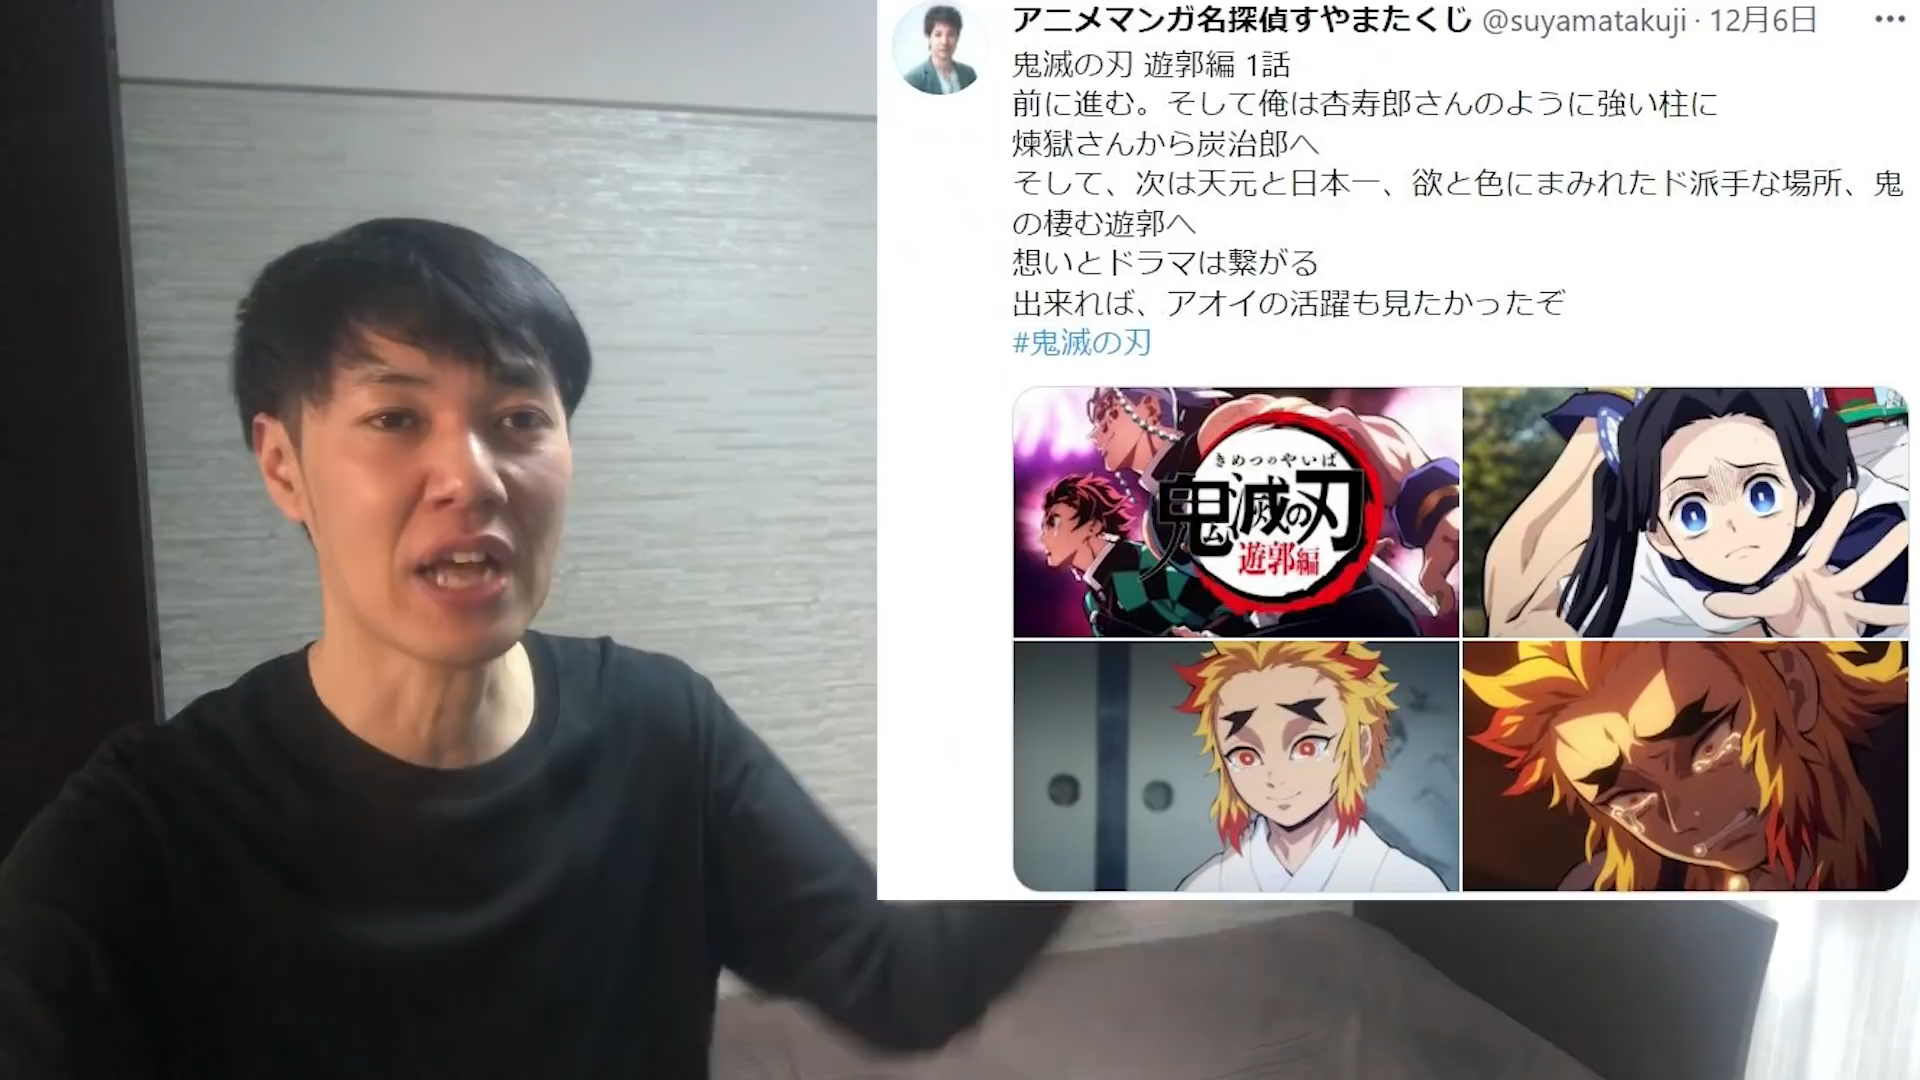 アニメマンガ名探偵すやまたくじ @suyamatakuji · 12月6日
鬼滅の刃 遊郭編 1話
前に進む。そして俺は杏寿郎さんのように強い柱に
煉獄さんから炭治郎へ
そして、次は天元と日本一、欲と色にまみれたド派手な場所、鬼
の棲む遊郭へ
想いとドラマは繋がる
出来れば、アオイの活躍も見たかったぞ
#鬼滅の刃
きめつのやいば
鬼滅の刃
遊郭編